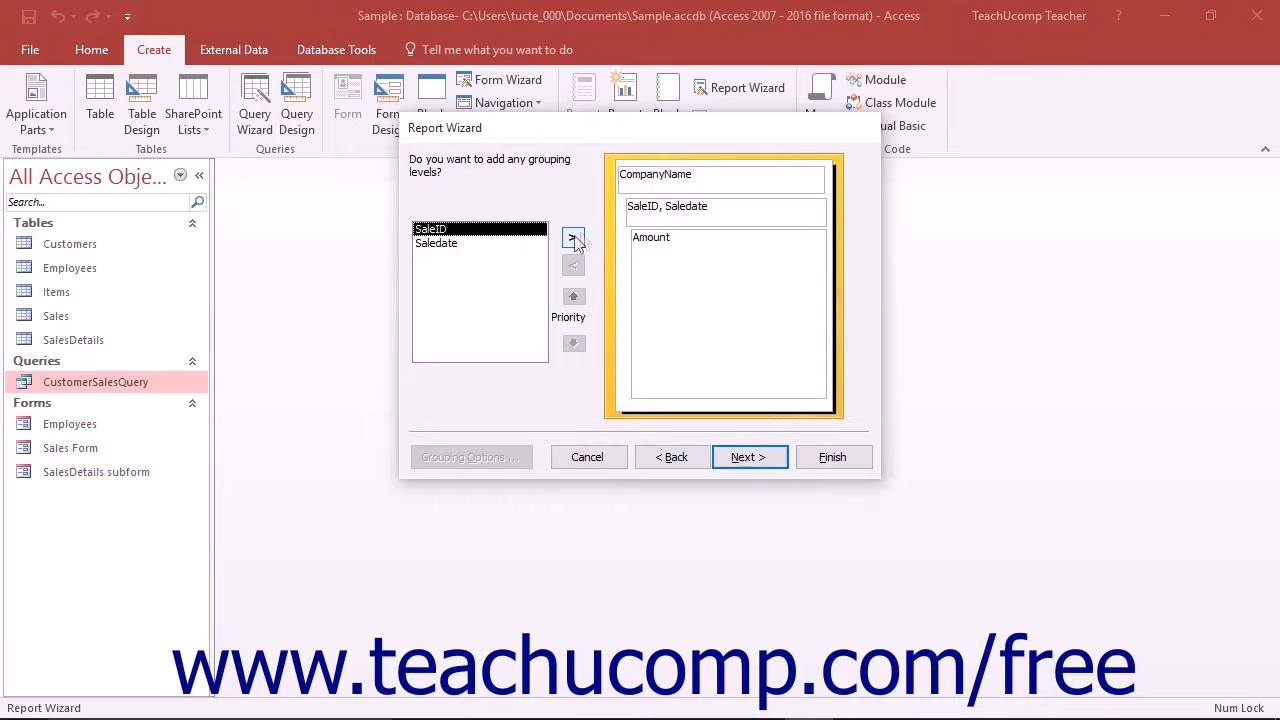 Sample : Database- C:\Users\tucte_000\Documents\Sample.accdb (Access 2007 - 2016 file format) - Access
TeachUcomp Teacher
?
File Home Create External Data Database Tools Tell me what you want to do
Application Parts
Templates
Table
Table Design
SharePoint Lists
Tables
Query Wizard
Query Design
Queries
Form
Form
Form Wizard
Navigation
Report Wizard
Module
Class Module
Code
All Access Obje... «
Search...
Tables
Customers
Employees
Items
Sales
SalesDetails
Queries
CustomerSalesQuery
Forms
Employees
Sales Form
SalesDetails subform
Report Wizard
Do you want to add any grouping
levels?
SaleID
Saledate
>
<
Priority
CompanyName
SaleID, Saledate
Amount
Grouping Options ...
Cancel
< Back
Next >
Finish
www.teachucomp.com/free
Report Wizard
Num Lock